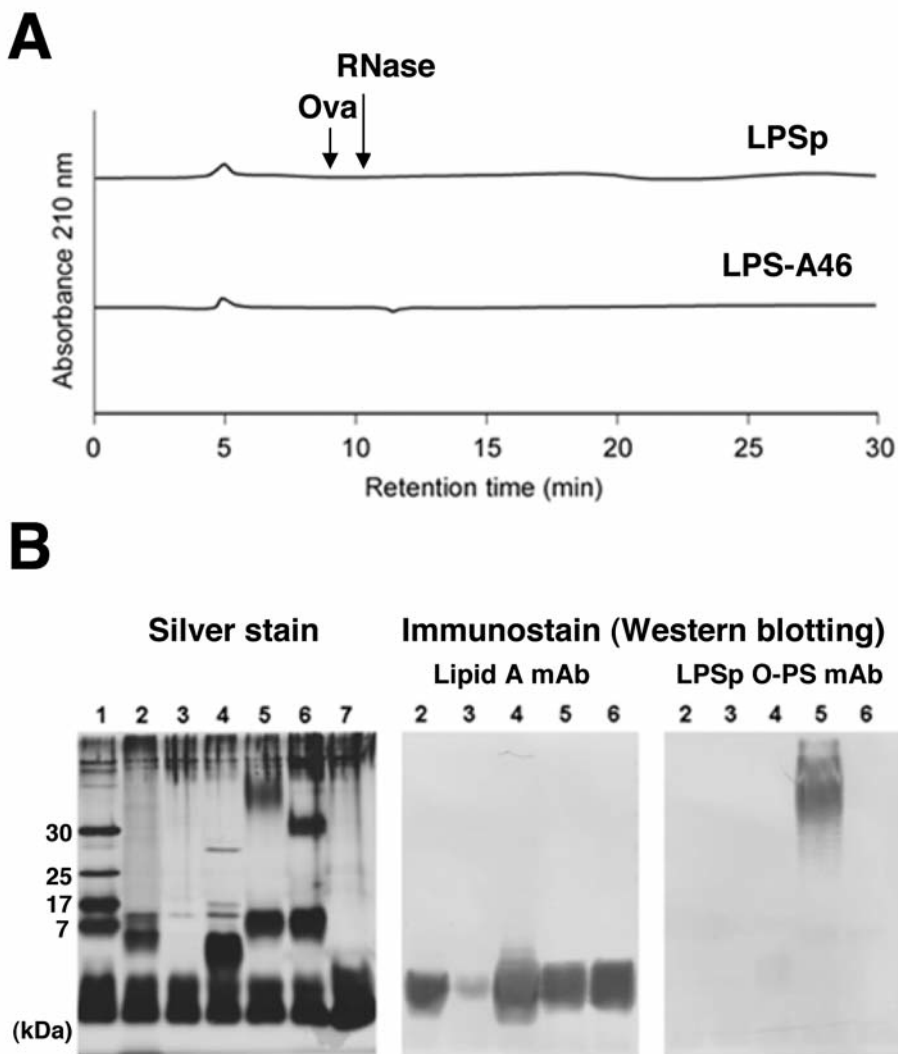 A
RNase
Ova
LPSp
LPS-A46
Absorbance 210 nm
0 5 10 15 20 25 30
Retention time (min)
B
Silver stain
Immunostain (Western blotting)
Lipid A mAb
LPSp O-PS mAb
1 2 3 4 5 6 7
2 3 4 5 6
2 3 4 5 6
30
25
17
7
(kDa)